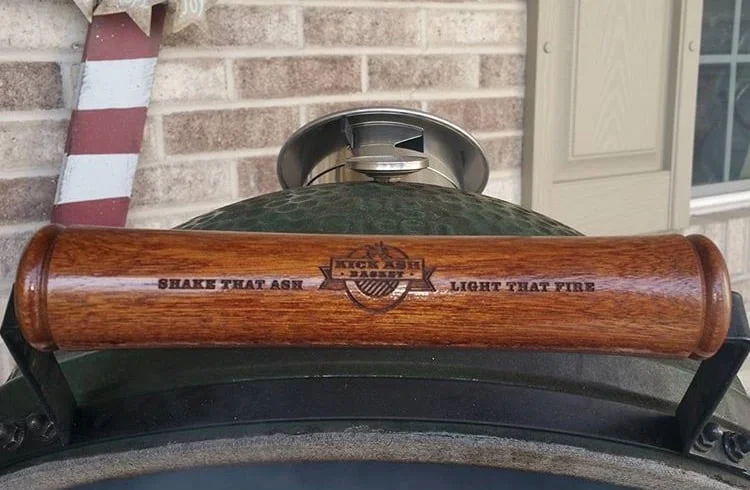 KICK ASH
BASKET
SHAKE THAT ASH
LIGHT THAT FIRE